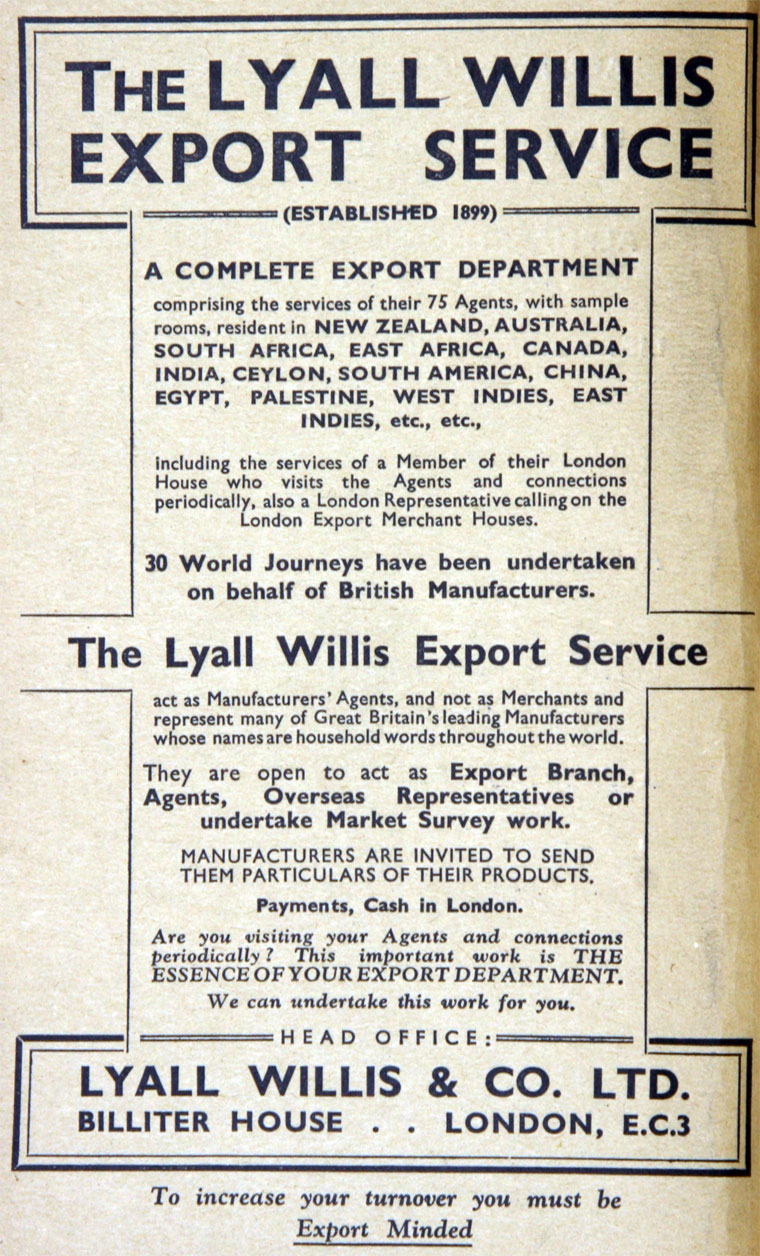 THE LYALL WILLIS
EXPORT SERVICE
(ESTABLISHED 1899)
A COMPLETE EXPORT DEPARTMENT
comprising the services of their 75 Agents, with sample
rooms, resident in NEW ZEALAND, AUSTRALIA,
SOUTH AFRICA, EAST AFRICA, CANADA,
INDIA, CEYLON, SOUTH AMERICA, CHINA,
EGYPT, PALESTINE, WEST INDIES, EAST
INDIES, etc., etc.,
including the services of a Member of their London
House who visits the Agents and connections
periodically, also a London Representative calling on the
London Export Merchant Houses.
30 World Journeys have been undertaken
on behalf of British Manufacturers.
The Lyall Willis Export Service
act as Manufacturers' Agents, and not as Merchants and
represent many of Great Britain's leading Manufacturers
whose names are household words throughout the world.
They are open to act as Export Branch,
Agents, Overseas Representatives or
undertake Market Survey work.
MANUFACTURERS ARE INVITED TO SEND
THEM PARTICULARS OF THEIR PRODUCTS.
Payments, Cash in London.
Are you visiting your Agents and connections
periodically? This important work is THE
ESSENCE OF YOUR EXPORT DEPARTMENT.
We can undertake this work for you.
HEAD OFFICE:
LYALL WILLIS & CO. LTD.
BILLITER HOUSE . . LONDON, E.C.3
To increase your turnover you must be
Export Minded